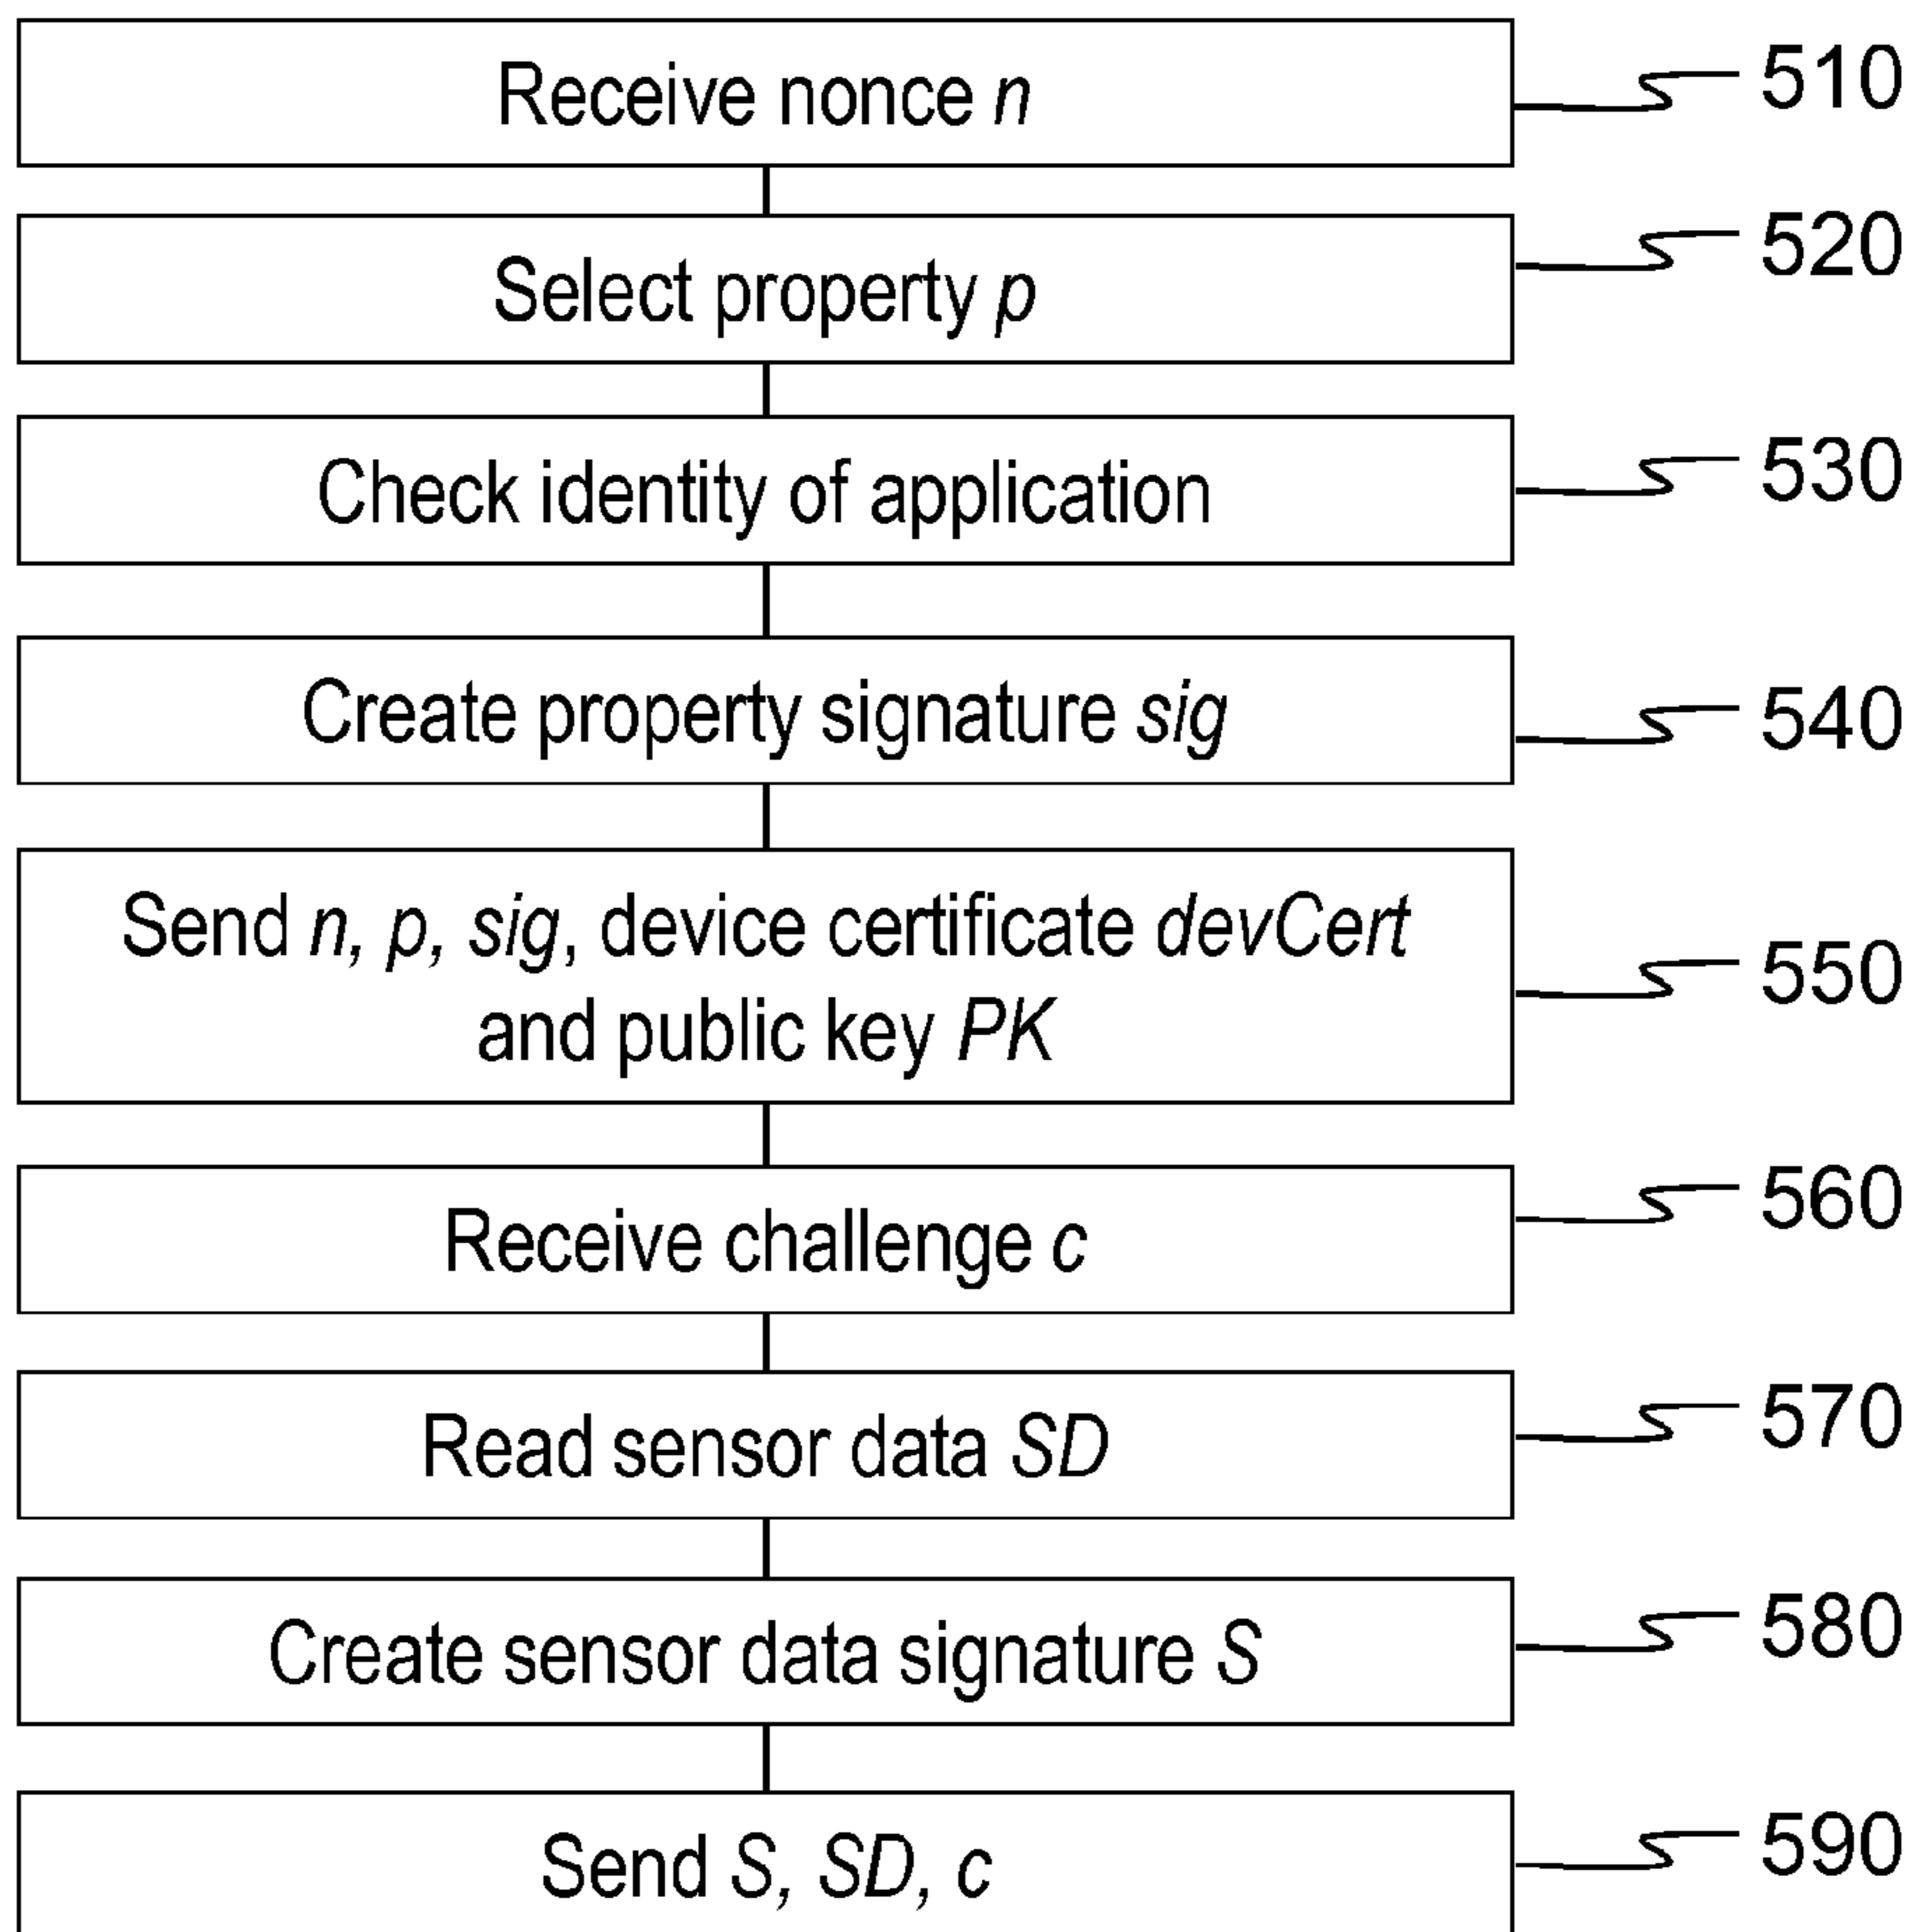 Receive nonce n
510
Select property p
520
Check identity of application
530
Create property signature sig
540
Send n, p, sig, device certificate devCert
and public key PK
550
Receive challenge c
560
Read sensor data SD
570
Create sensor data signature S
580
Send S, SD, c
590